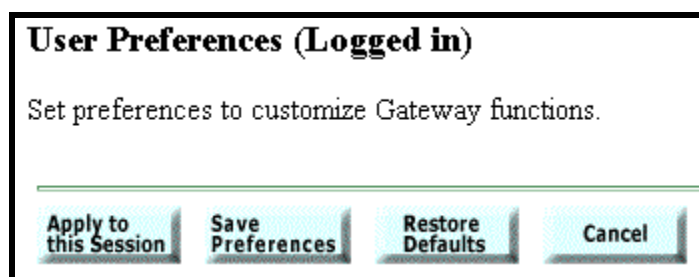 User Preferences (Logged in)
Set preferences to customize Gateway functions.
Apply to this Session
Save Preferences
Restore Defaults
Cancel